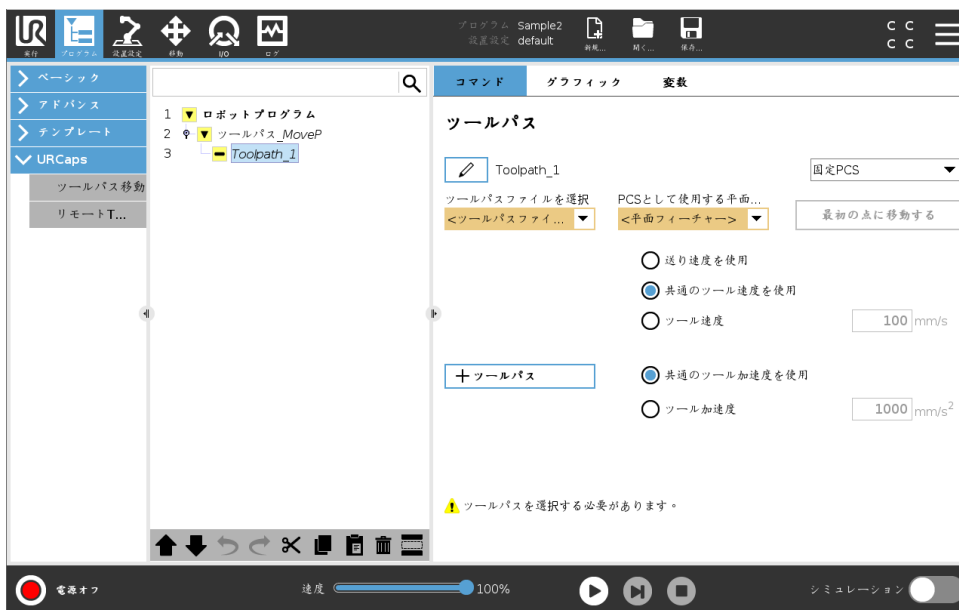 UR
プログラム Sample2
設置設定 default
実行 プログラム 設置設定 移動 I/O ログ
新規... 開く... 保存...
C C
C C
ベーシック
アドバンス
テンプレート
URCaps
ツールパス移動
リモートT...
1 ロボットプログラム
2 ツールパス_MoveP
3 Toolpath_1
コマンド グラフィック 変数
ツールパス
Toolpath_1 固定PCS
ツールパスファイルを選択 PCSとして使用する平面...
<ツールパスファイ... <平面フィーチャー> 最初の点に移動する
送り速度を使用
共通のツール速度を使用
ツール速度 100 mm/s
+ツールパス 共通のツール加速度を使用
ツール加速度 1000 mm/s²
ツールパスを選択する必要があります。
電源オフ 速度 100% シミュレーション